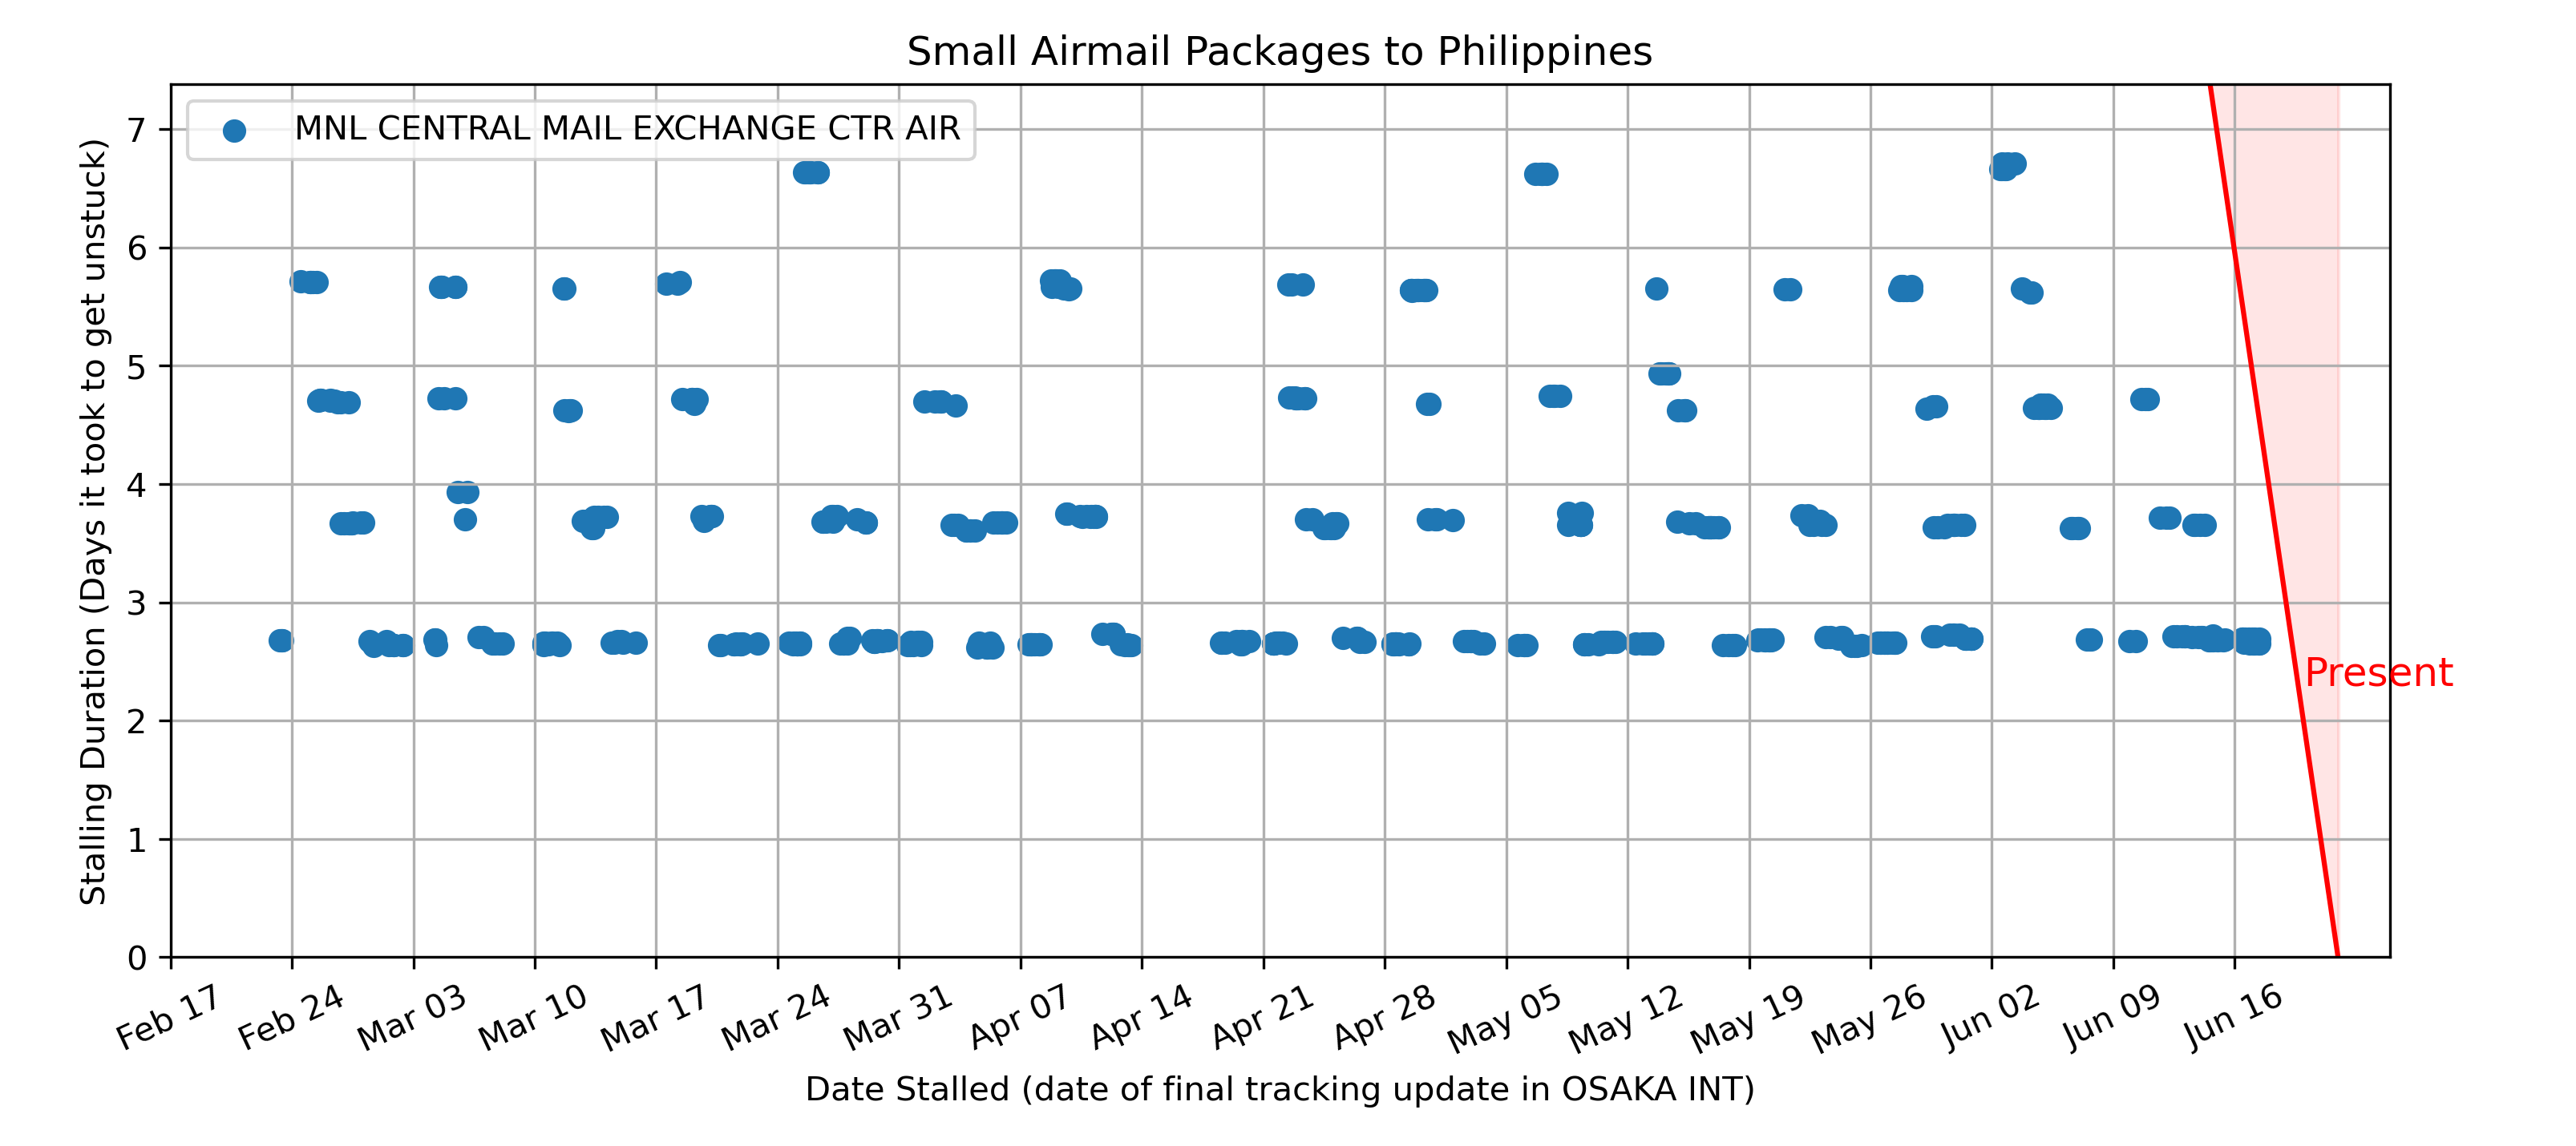 Small Airmail Packages to Philippines
MNL CENTRAL MAIL EXCHANGE CTR AIR
Stalling Duration (Days it took to get unstuck)
7
6
5
4
3
2
1
0
Present
Feb 17
Feb 24
Mar 03
Mar 10
Mar 17
Mar 24
Mar 31
Apr 07
Apr 14
Apr 21
Apr 28
May 05
May 12
May 19
May 26
Jun 02
Jun 09
Jun 16
Date Stalled (date of final tracking update in OSAKA INT)